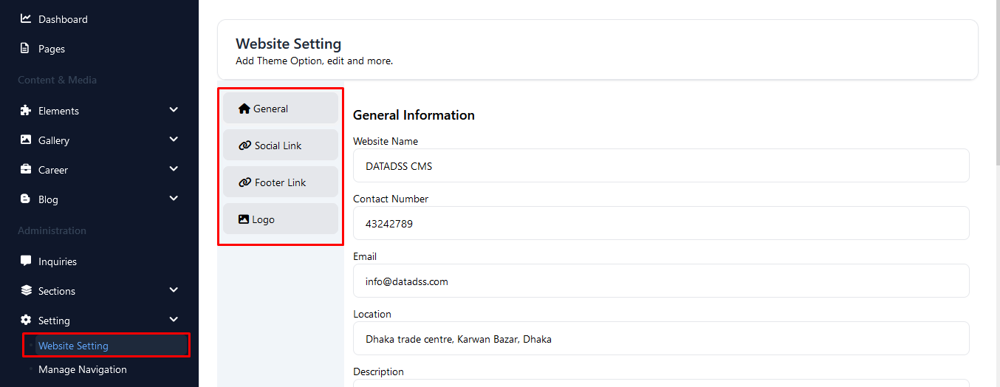 Dashboard
Pages
Content & Media
Elements
Gallery
Career
Blog
Administration
Inquiries
Sections
Setting
Website Setting
Manage Navigation
Website Setting
Add Theme Option, edit and more.
General
Social Link
Footer Link
Logo
General Information
Website Name
DATADSS CMS
Contact Number
43242789
Email
info@datadss.com
Location
Dhaka trade centre, Karwan Bazar, Dhaka
Description